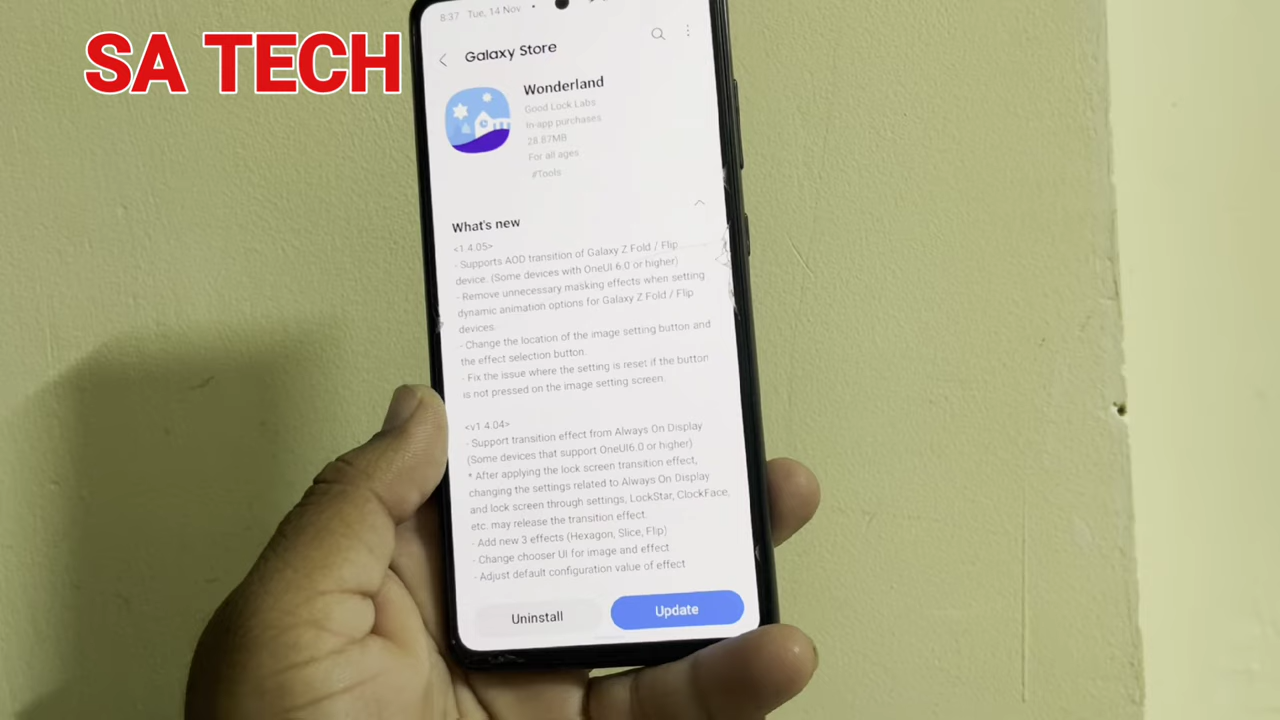 SA TECH
8:37 Tue, 14 Nov
Galaxy Store
Wonderland
Good Lock Labs
In-app purchases
28.87MB
For all ages
#Tools
What's new
<1.4.05>
- Supports AOD transition of Galaxy Z Fold / Flip
device. (Some devices with OneUI 6.0 or higher)
- Remove unnecessary masking effects when setting
dynamic animation options for Galaxy Z Fold / Flip
devices.
- Change the location of the image setting button and
the effect selection button.
- Fix the issue where the setting is reset if the button
is not pressed on the image setting screen.
<v1.4.04>
- Support transition effect from Always On Display
(Some devices that support OneUI6.0 or higher)
* After applying the lock screen transition effect,
changing the settings related to Always On Display
and lock screen through settings, LockStar, ClockFace,
etc. may release the transition effect.
- Add new 3 effects (Hexagon, Slice, Flip)
- Change chooser UI for image and effect
- Adjust default configuration value of effect
Uninstall
Update